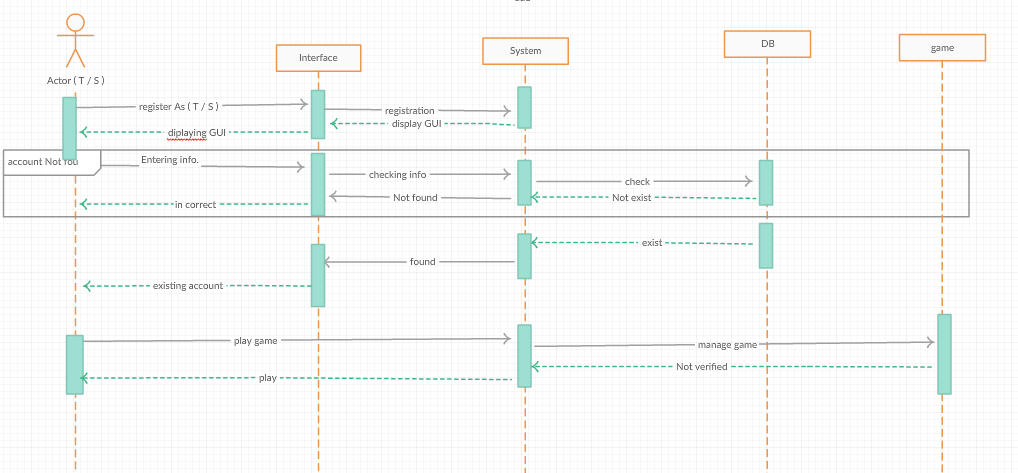 Actor ( T / S )
Interface
System
DB
game
register As ( T / S )
registration
display GUI
diplaying GUI
account Not fou
Entering info.
checking info
check
Not found
Not exist
in correct
exist
found
existing account
play game
manage game
Not verified
play